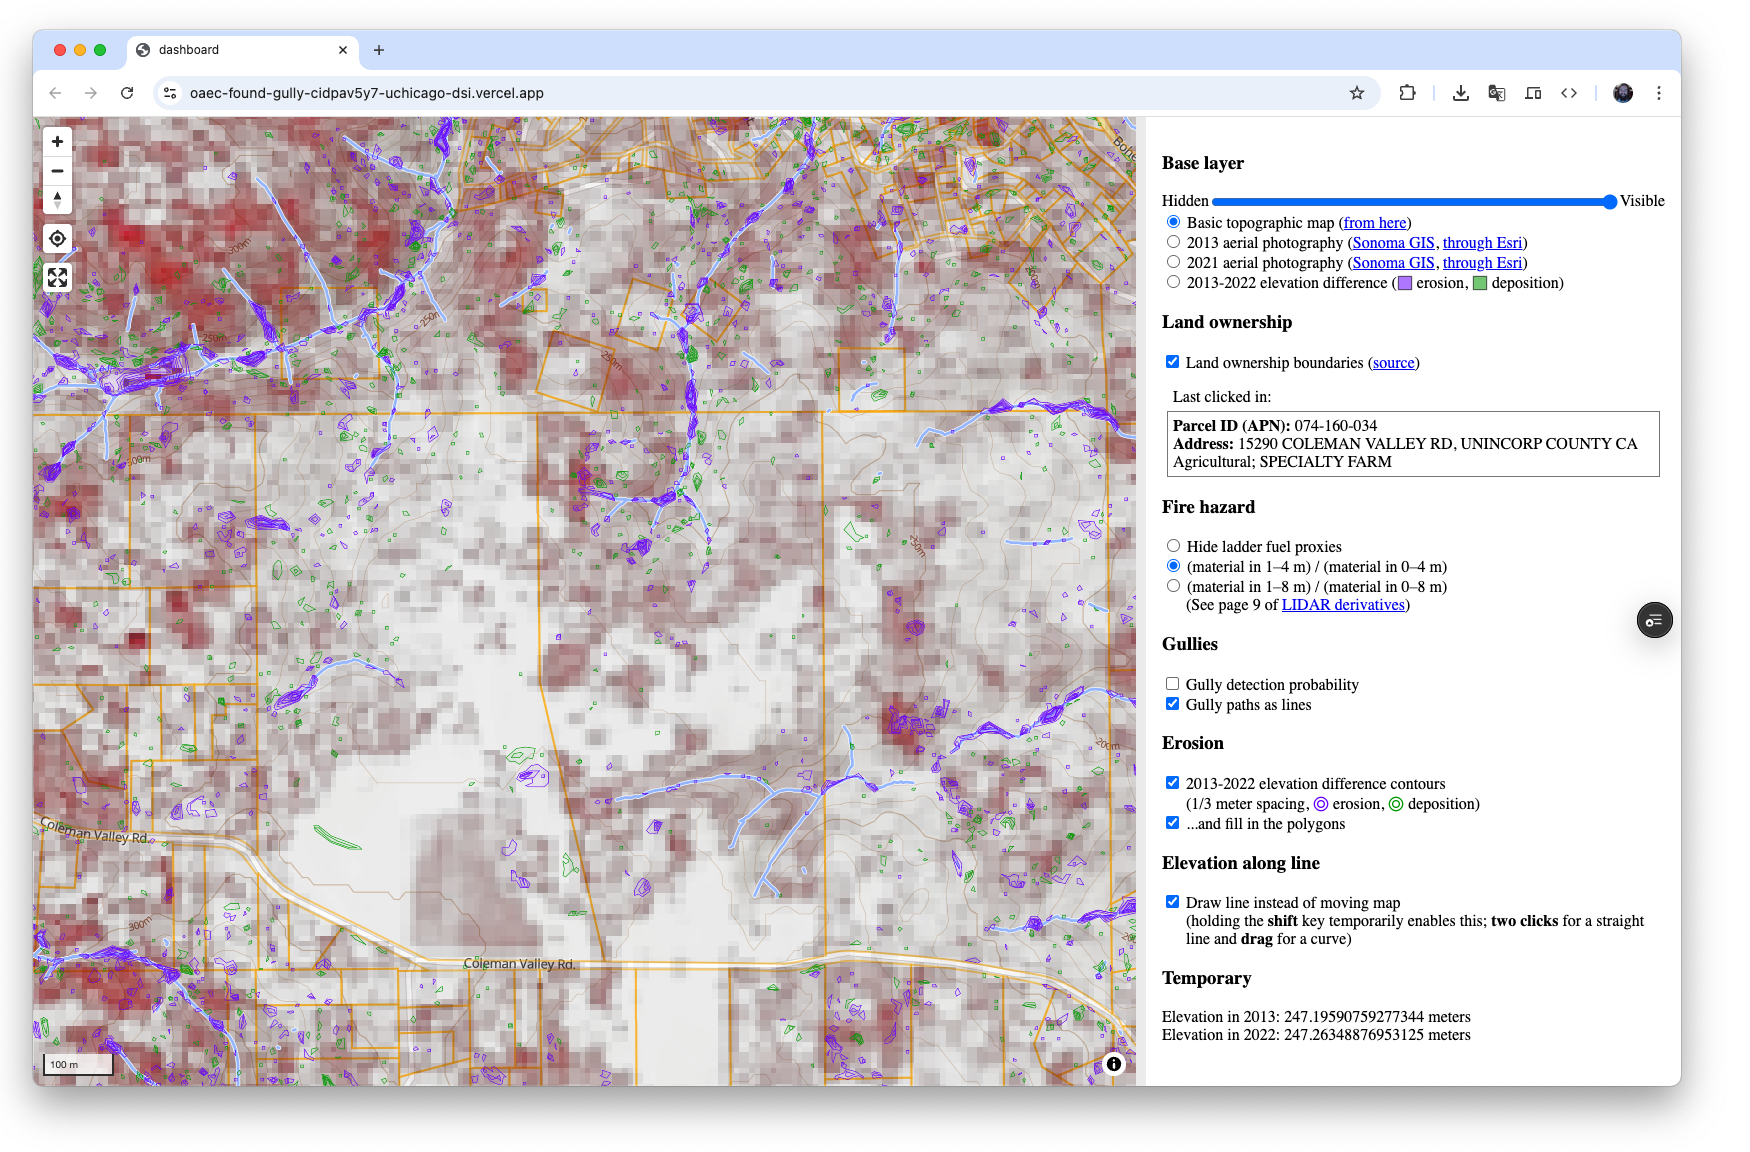 dashboard
oaec-found-gully-cidpav5y7-uchicago-dsi.vercel.app
Base layer
Hidden Visible
Basic topographic map (from here)
2013 aerial photography (Sonoma GIS, through Esri)
2021 aerial photography (Sonoma GIS, through Esri)
2013-2022 elevation difference ( erosion, deposition)
Land ownership
Land ownership boundaries (source)
Last clicked in:
Parcel ID (APN): 074-160-034
Address: 15290 COLEMAN VALLEY RD, UNINCORP COUNTY CA
Agricultural; SPECIALTY FARM
Fire hazard
Hide ladder fuel proxies
(material in 1–4 m) / (material in 0–4 m)
(material in 1–8 m) / (material in 0–8 m)
(See page 9 of LIDAR derivatives)
Gullies
Gully detection probability
Gully paths as lines
Erosion
2013-2022 elevation difference contours
(1/3 meter spacing, erosion, deposition)
...and fill in the polygons
Elevation along line
Draw line instead of moving map
(holding the shift key temporarily enables this; two clicks for a straight
line and drag for a curve)
Temporary
Elevation in 2013: 247.19590759277344 meters
Elevation in 2022: 247.26348876953125 meters
300m
250m
250m
250m
250m
200m
Coleman Valley Rd.
300m
Coleman Valley Rd.
100 m